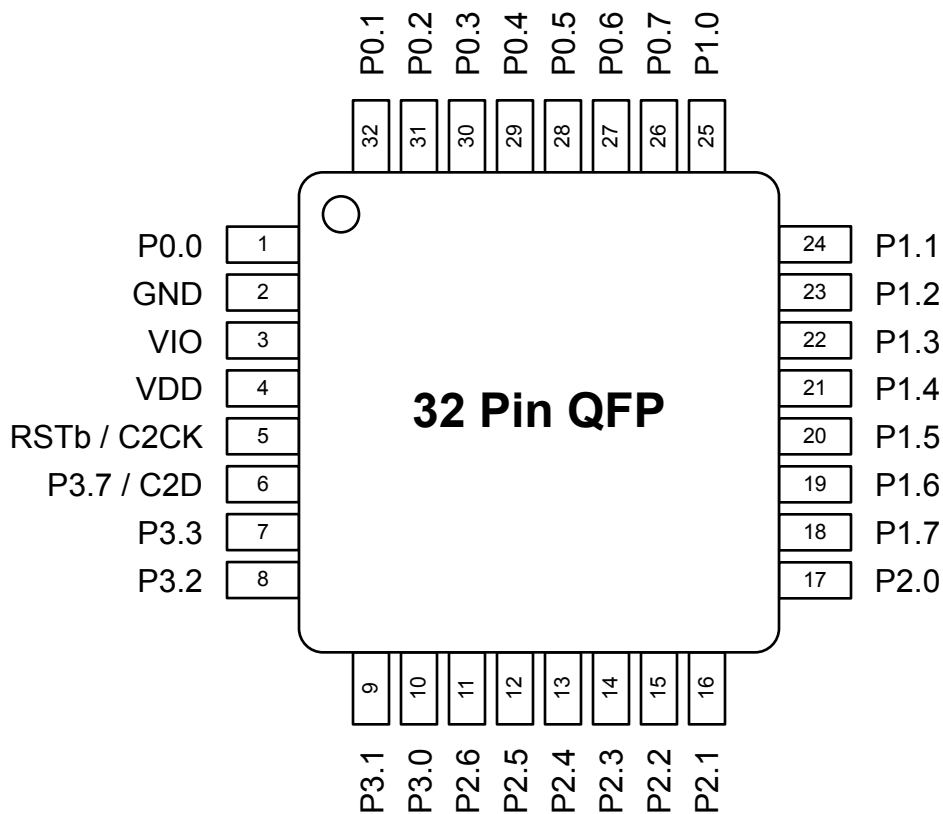 P0.1 P0.2 P0.3 P0.4 P0.5 P0.6 P0.7 P1.0
32 31 30 29 28 27 26 25
P0.0 1 24 P1.1
GND 2 23 P1.2
VIO 3 22 P1.3
VDD 4 21 P1.4
32 Pin QFP
RSTb / C2CK 5 20 P1.5
P3.7 / C2D 6 19 P1.6
P3.3 7 18 P1.7
P3.2 8 17 P2.0
9 10 11 12 13 14 15 16
P3.1 P3.0 P2.6 P2.5 P2.4 P2.3 P2.2 P2.1